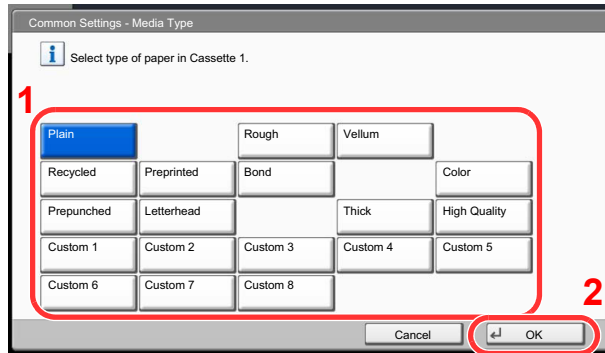 Common Settings - Media Type
i Select type of paper in Cassette 1.
1
Plain Rough Vellum
Recycled Preprinted Bond Color
Prepunched Letterhead Thick High Quality
Custom 1 Custom 2 Custom 3 Custom 4 Custom 5
Custom 6 Custom 7 Custom 8
2
Cancel OK